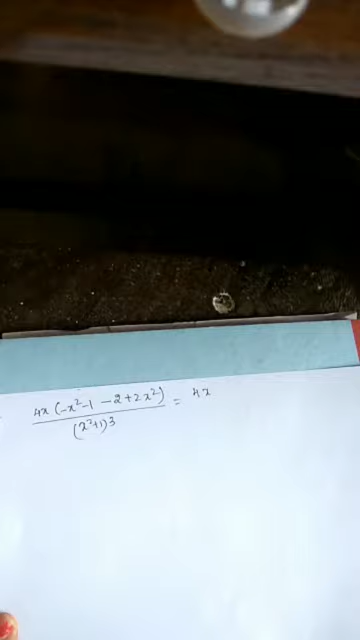 4x(-x²-1-2+2x²) / (x²+1)³ = 4x